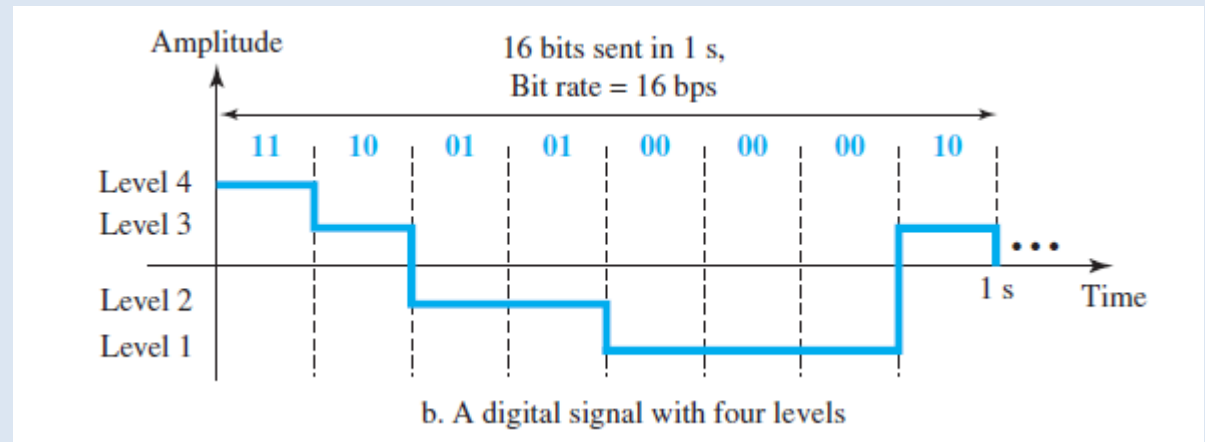 Amplitude
16 bits sent in 1 s,
Bit rate = 16 bps
11 10 01 01 00 00 00 10
Level 4
Level 3
•••
Level 2
1 s
Time
Level 1
b. A digital signal with four levels